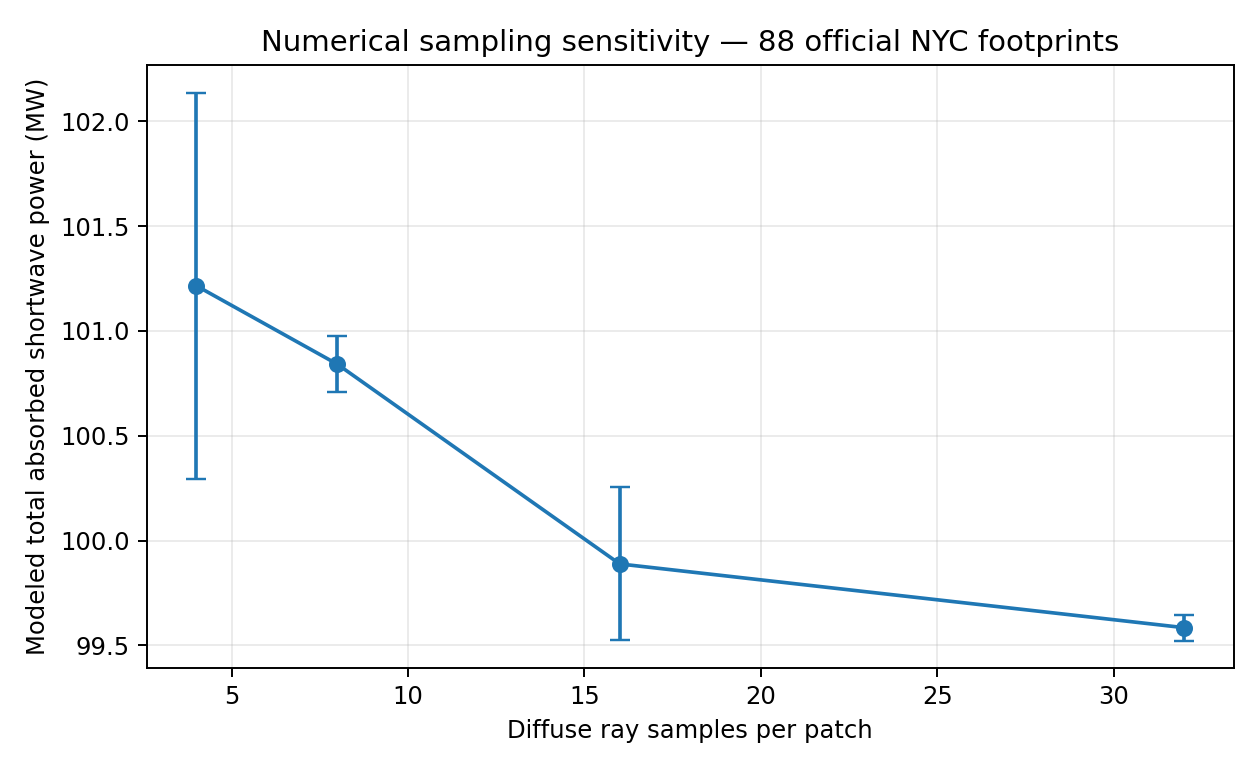 Numerical sampling sensitivity — 88 official NYC footprints
Modeled total absorbed shortwave power (MW)
102.0
101.5
101.0
100.5
100.0
99.5
5 10 15 20 25 30
Diffuse ray samples per patch